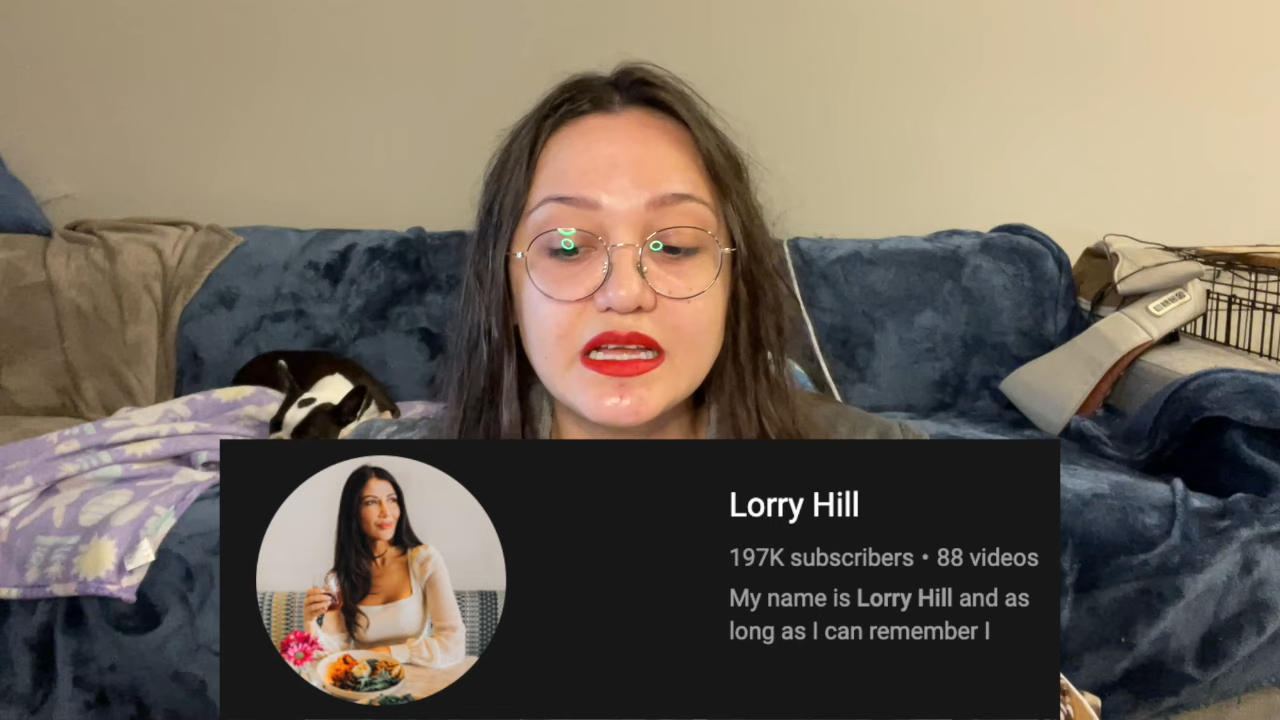 Lorry Hill
197K subscribers • 88 videos
My name is Lorry Hill and as
long as I can remember I